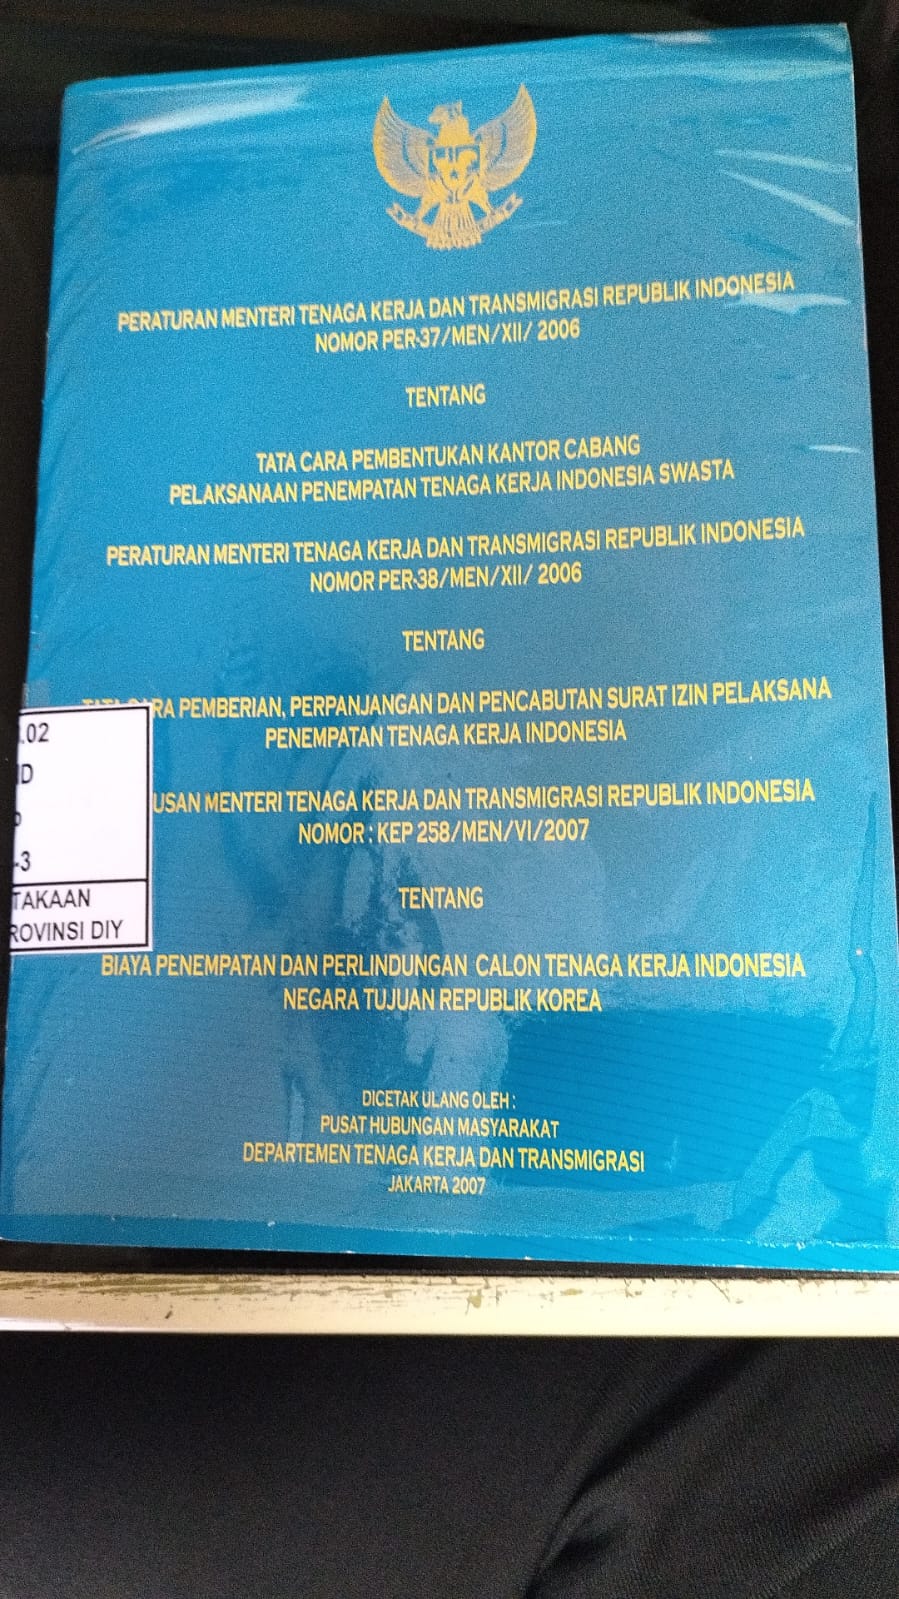 PERATURAN MENTERI TENAGA KERJA DAN TRANSMIGRASI REPUBLIK INDONESIA
NOMOR PER-37/MEN/XII/ 2006
TENTANG
TATA CARA PEMBENTUKAN KANTOR CABANG
PELAKSANAAN PENEMPATAN TENAGA KERJA INDONESIA SWASTA
PERATURAN MENTERI TENAGA KERJA DAN TRANSMIGRASI REPUBLIK INDONESIA
NOMOR PER-38/MEN/XII/ 2006
TENTANG
PEMBERIAN, PERPANJANGAN DAN PENCABUTAN SURAT IZIN PELAKSANA
PENEMPATAN TENAGA KERJA INDONESIA
.02
-3
TAKAAN
ROVINSI DIY
USAN MENTERI TENAGA KERJA DAN TRANSMIGRASI REPUBLIK INDONESIA
NOMOR : KEP 258/MEN/VI/2007
TENTANG
BIAYA PENEMPATAN DAN PERLINDUNGAN CALON TENAGA KERJA INDONESIA
NEGARA TUJUAN REPUBLIK KOREA
DICETAK ULANG OLEH :
PUSAT HUBUNGAN MASYARAKAT
DEPARTEMEN TENAGA KERJA DAN TRANSMIGRASI
JAKARTA 2007